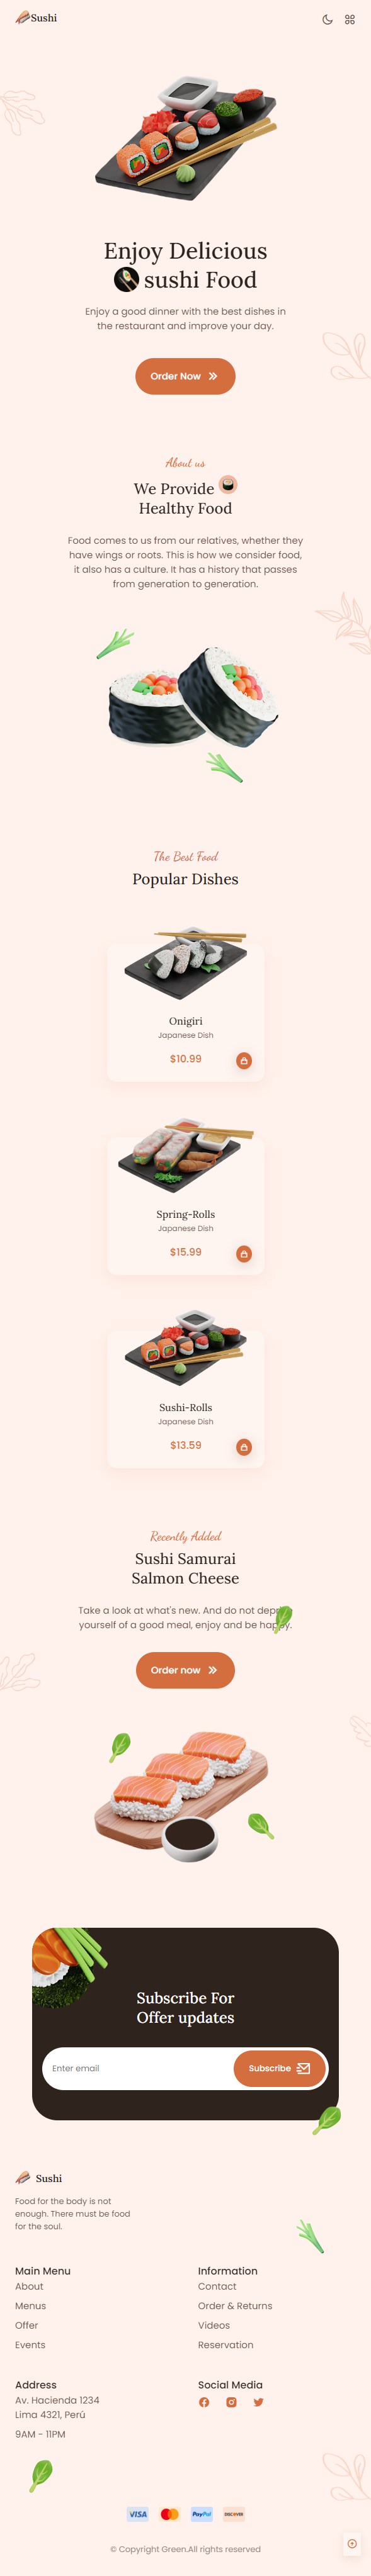 Sushi
Enjoy Delicious
sushi Food
Enjoy a good dinner with the best dishes in
the restaurant and improve your day.
Order Now
About us
We Provide
Healthy Food
Food comes to us from our relatives, whether they
have wings or roots. This is how we consider food,
it also has a culture. It has a history that passes
from generation to generation.
The Best Food
Popular Dishes
Onigiri
Japanese Dish
$10.99
Spring-Rolls
Japanese Dish
$15.99
Sushi-Rolls
Japanese Dish
$13.59
Recently Added
Sushi Samurai
Salmon Cheese
Take a look at what's new. And do not
yourself of a good meal, enjoy and be happy.
Order now
Subscribe For
Offer updates
Enter email
Subscribe
Sushi
Food for the body is not
enough. There must be food
for the soul.
Main Menu
About
Menus
Offer
Events
Information
Contact
Order & Returns
Videos
Reservation
Address
Av. Hacienda 1234
Lima 4321, Perú
9AM - 11PM
Social Media
VISA
PayPal
DISCOVER
© Copyright Green.All rights reserved